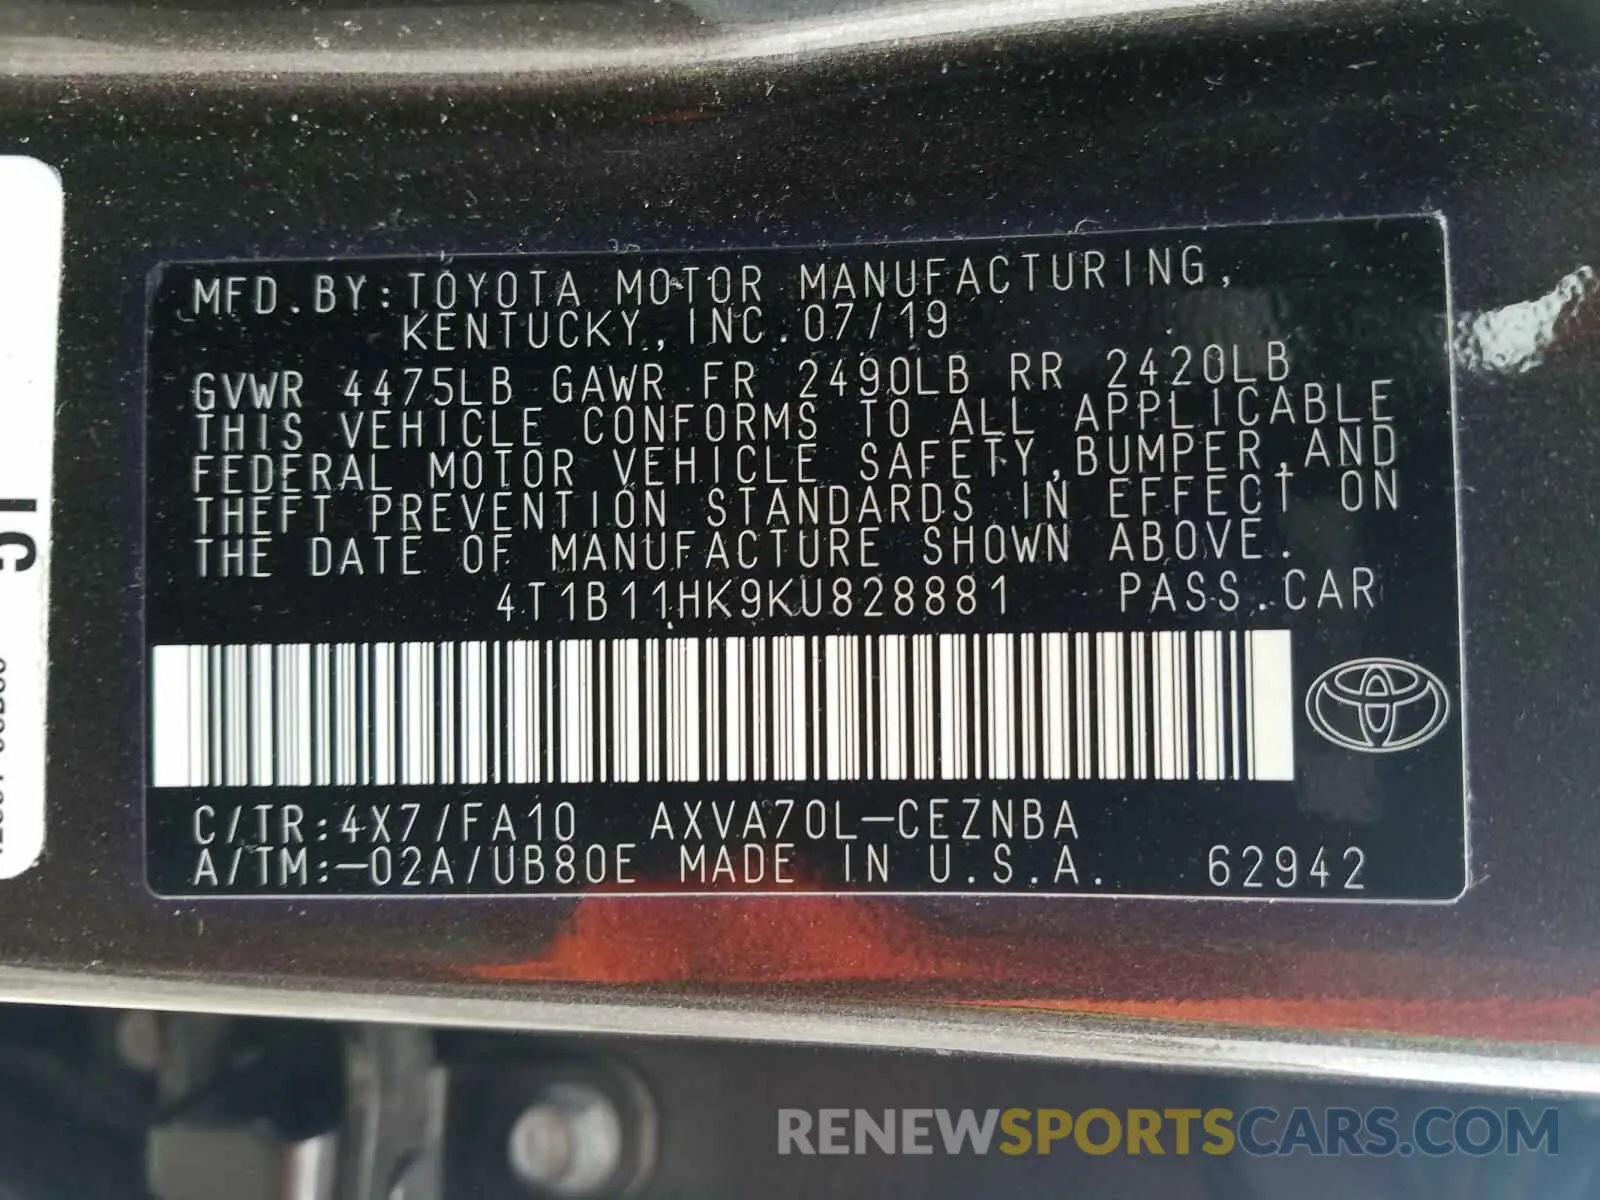 MFD.BY:TOYOTA MOTOR MANUFACTURING,
KENTUCKY, INC.07/19
GVWR 4475LB GAWR FR 2490LB RR 2420LB
THIS VEHICLE CONFORMS TO ALL APPLICABLE
FEDERAL MOTOR VEHICLE SAFETY,BUMPER,AND
THEFT PREVENTION STANDARDS IN EFFECT ON
THE DATE OF MANUFACTURE SHOWN ABOVE.
4T1B11HK9KU828881 PASS.CAR
C/TR:4X7/FA10 AXVA70L-CEZNBA
A/TM:-02A/UB80E MADE IN U.S.A. 62942
RENEWSPORTSCARS.COM